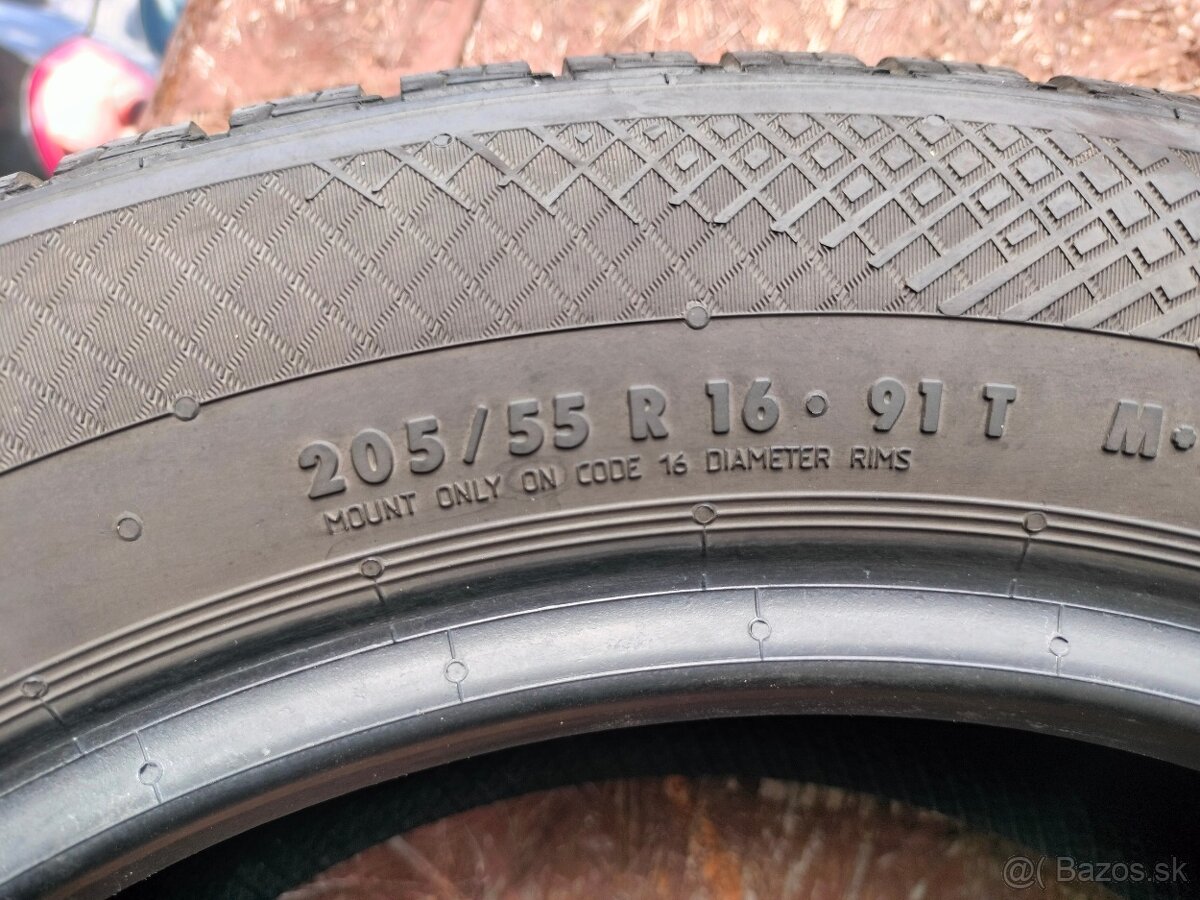 205/55 R 16 • 91 T M•
MOUNT ONLY ON CODE 16 DIAMETER RIMS
@( Bazos.sk